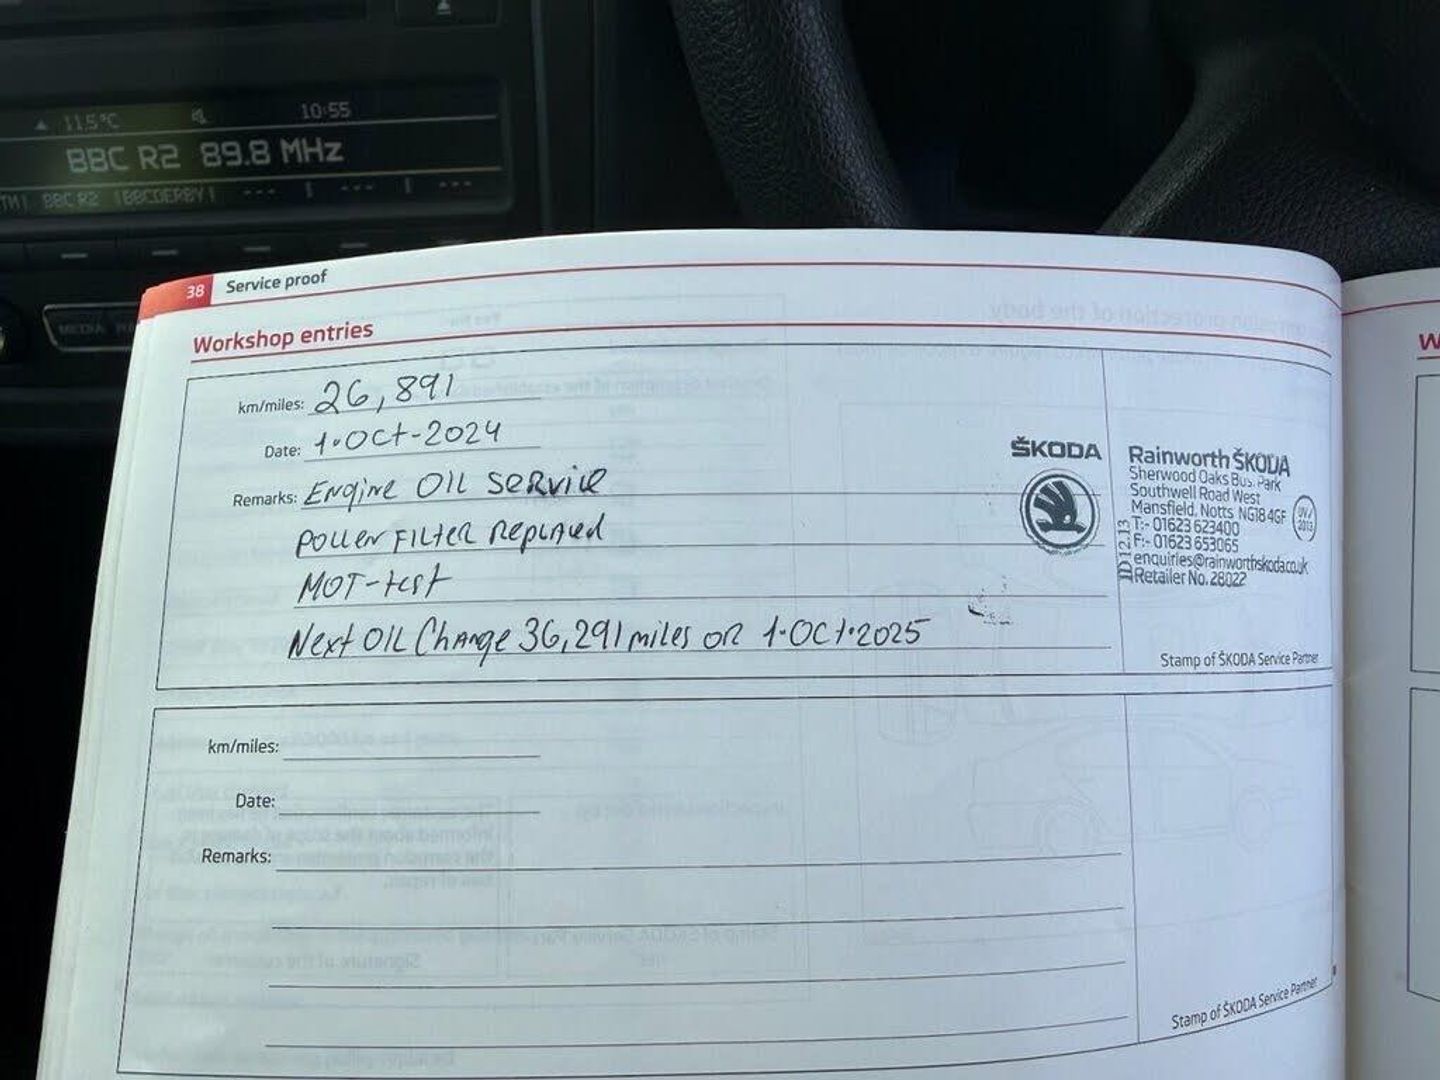 11.5°C 10:55
BBC R2 89.8 MHz
BBC R2 BBCDERBY
MEDIA
38 Service proof
Workshop entries
km/miles: 26,891
Date: 1·Oct-2024
Remarks: Engine Oil Service
Pollen Filter Replaced
MOT-test
Next Oil Change 36,291 miles or 1·Oct·2025
ŠKODA
Rainworth ŠKODA
Sherwood Oaks Bus. Park
Southwell Road West
Mansfield, Notts NG18 4GF
T:- 01623 623400
F:- 01623 653065
enquiries@rainworthskoda.co.uk
Retailer No. 28022
Stamp of ŠKODA Service Partner
km/miles:
Date:
Remarks:
Stamp of ŠKODA Service Partner
W